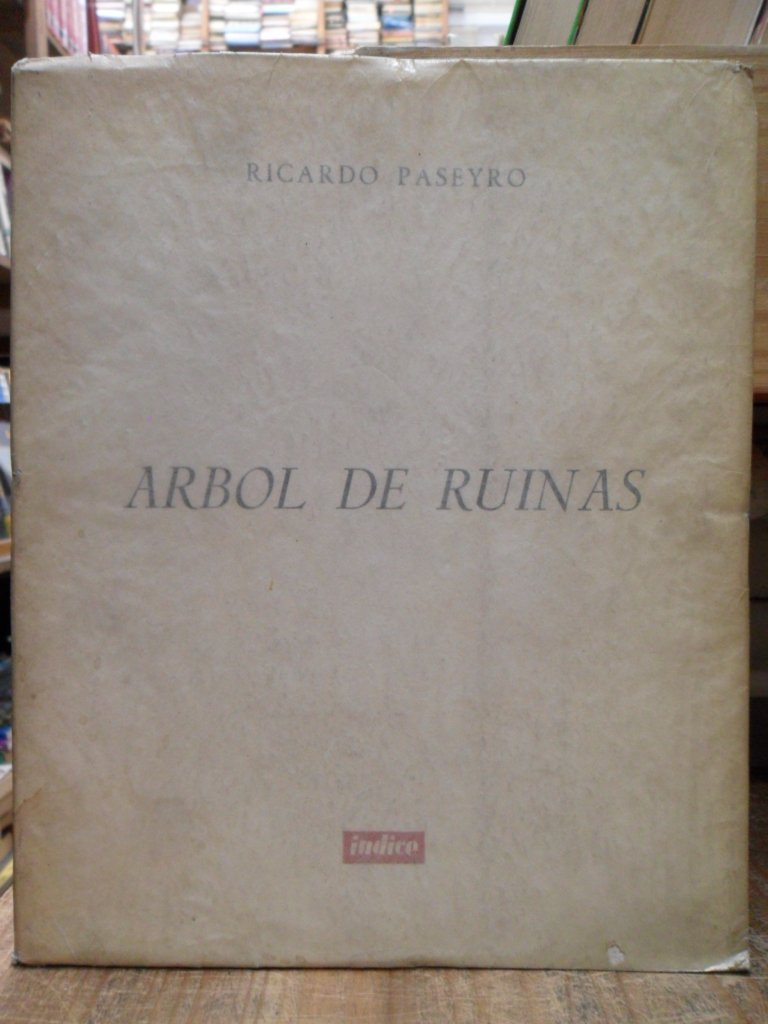 RICARDO PASEYRO
ARBOL DE RUINAS
indice